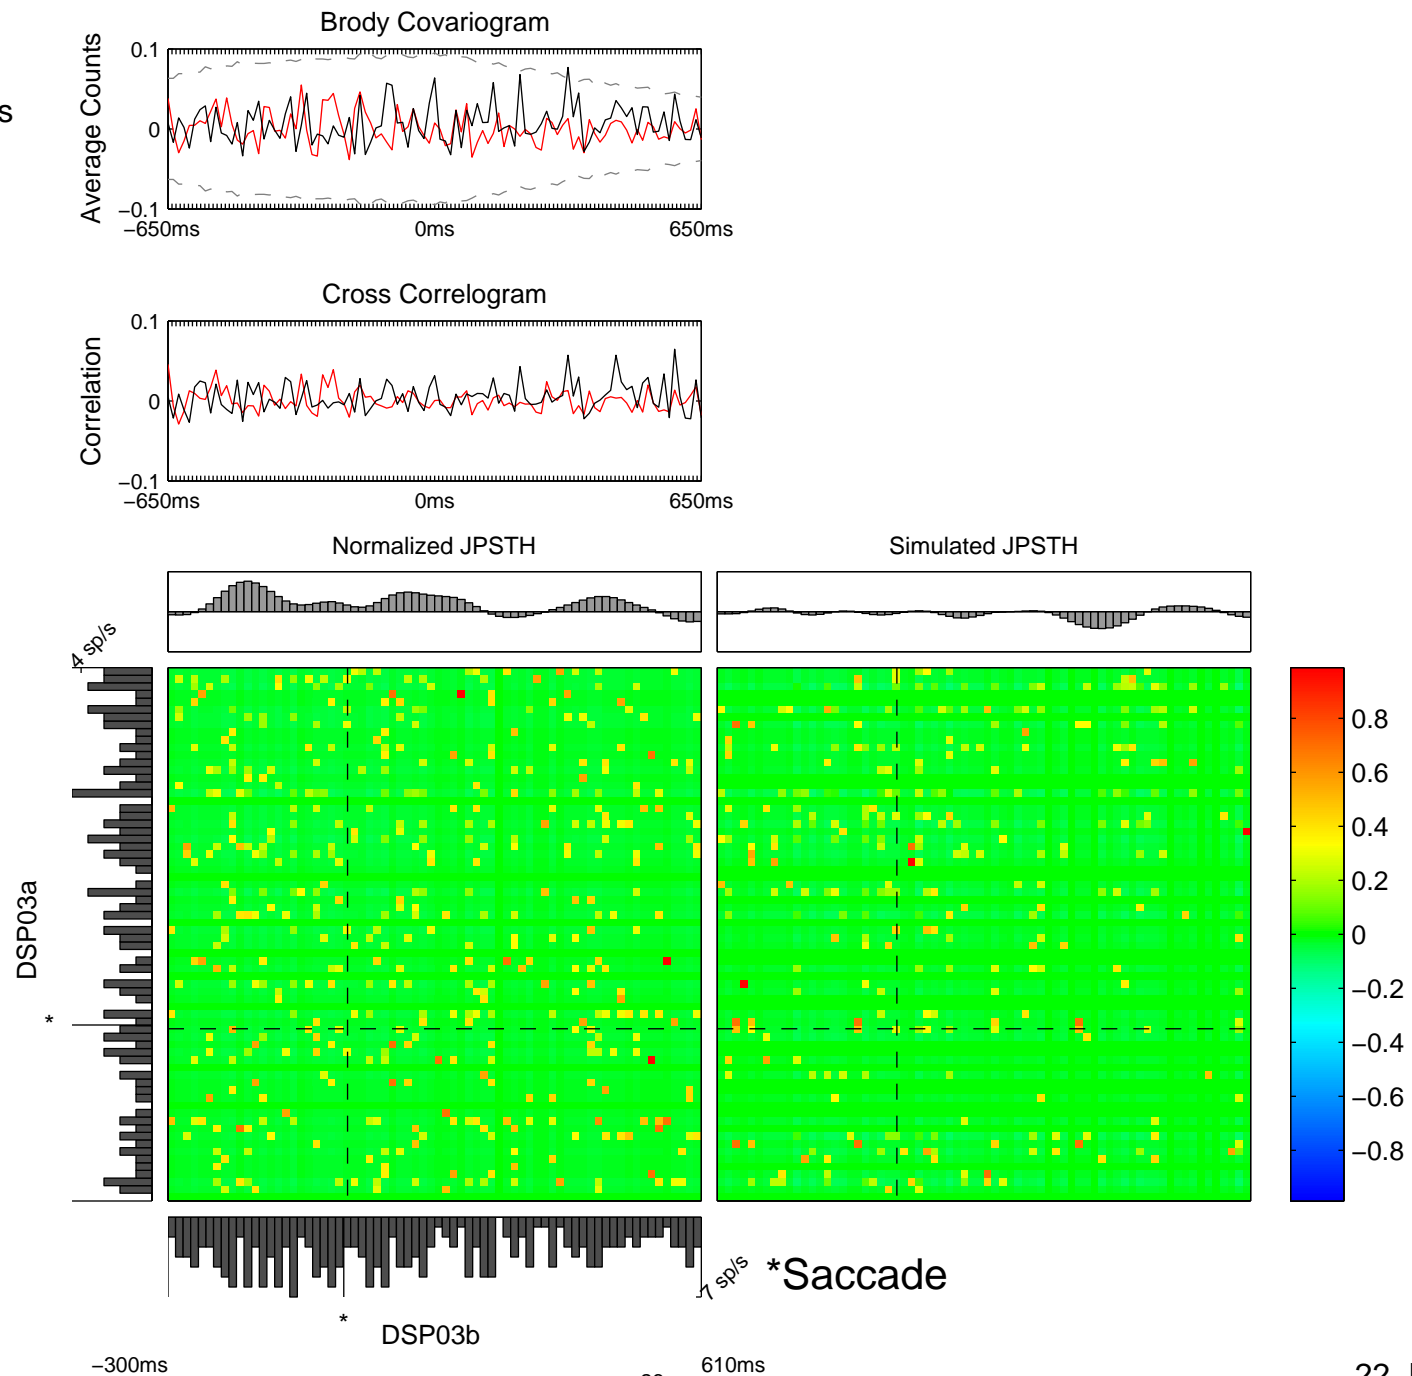 Brody Covariogram
s
Average Counts
0.1
0
−0.1
−650ms 0ms 650ms
Cross Correlogram
Correlation
0.1
0
−0.1
−650ms 0ms 650ms
Normalized JPSTH
Simulated JPSTH
4 sp/s
DSP03a
*
0.8
0.6
0.4
0.2
0
−0.2
−0.4
−0.6
−0.8
7 sp/s
*Saccade
*
DSP03b
−300ms 610ms
22